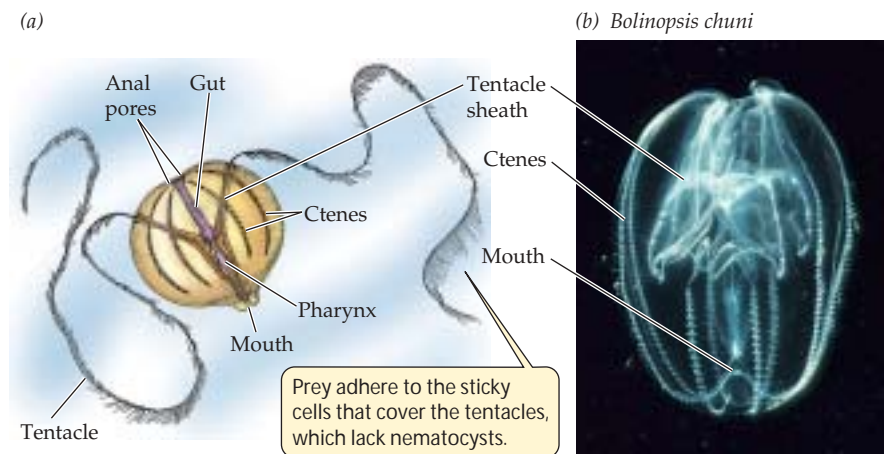 (a)
(b) Bolinopsis chuni
Anal
pores
Gut
Tentacle
sheath
Ctenes
Ctenes
Mouth
Pharynx
Mouth
Tentacle
Prey adhere to the sticky
cells that cover the tentacles,
which lack nematocysts.